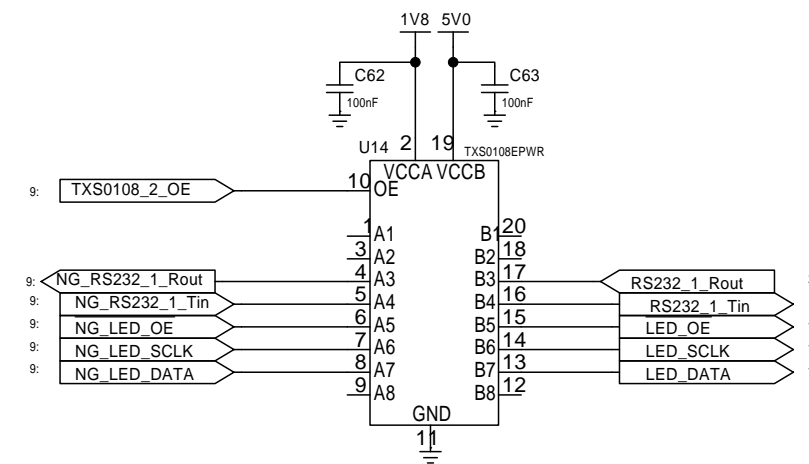 1V8 5V0
C62 C63
100nF 100nF
U14 2 19 TXS0108EPWR
VCCA VCCB
9: TXS0108_2_OE 10 OE
1 A1 B1 20
3 A2 B2 18
9: NG_RS232_1_Rout 4 A3 B3 17 RS232_1_Rout
9: NG_RS232_1_Tin 5 A4 B4 16 RS232_1_Tin
9: NG_LED_OE 6 A5 B5 15 LED_OE
9: NG_LED_SCLK 7 A6 B6 14 LED_SCLK
9: NG_LED_DATA 8 A7 B7 13 LED_DATA
9 A8 B8 12
GND
11